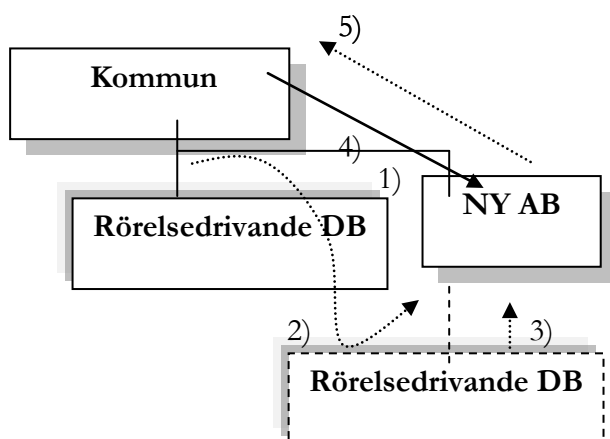 5)
Kommun
4)
1)
NY AB
Rörelsedrivande DB
2)
3)
Rörelsedrivande DB